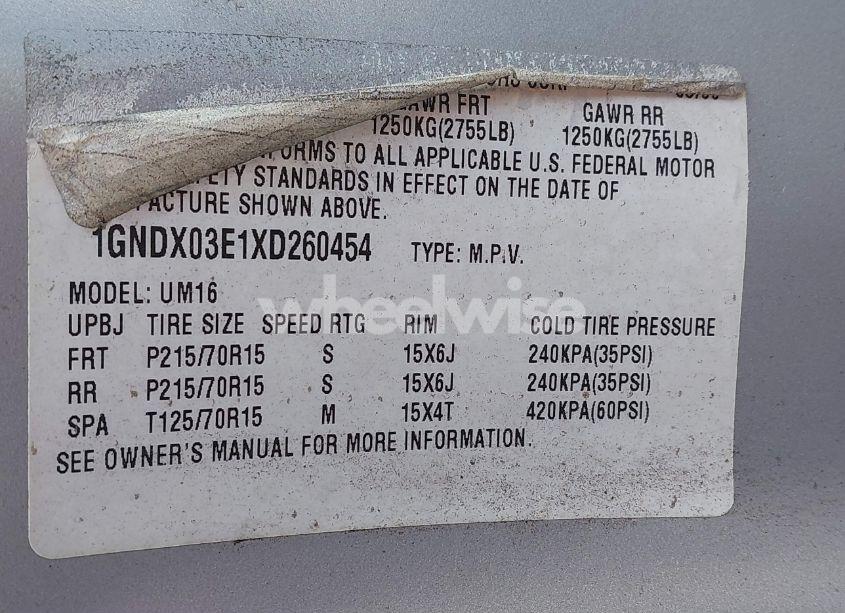 GAWR FRT GAWR RR
1250KG(2755LB) 1250KG(2755LB)
ORMS TO ALL APPLICABLE U.S. FEDERAL MOTOR
ETY STANDARDS IN EFFECT ON THE DATE OF
FACTURE SHOWN ABOVE.
1GNDX03E1XD260454 TYPE: M.P.V.
MODEL: UM16
wheelwise
UPBJ TIRE SIZE SPEED RTG RIM COLD TIRE PRESSURE
FRT P215/70R15 S 15X6J 240KPA(35PSI)
RR P215/70R15 S 15X6J 240KPA(35PSI)
SPA T125/70R15 M 15X4T 420KPA(60PSI)
SEE OWNER'S MANUAL FOR MORE INFORMATION.